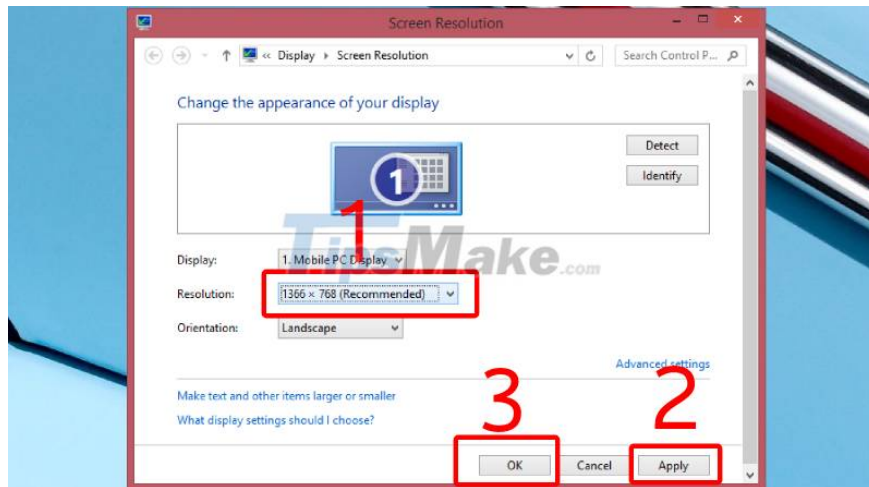 Screen Resolution
« Display Screen Resolution
Search Control P...
Change the appearance of your display
Detect
1
Identify
1
TipsMake.com
Display: 1. Mobile PC Display
Resolution: 1366 × 768 (Recommended)
Orientation: Landscape
Advanced settings
Make text and other items larger or smaller
What display settings should I choose?
3
2
OK Cancel Apply